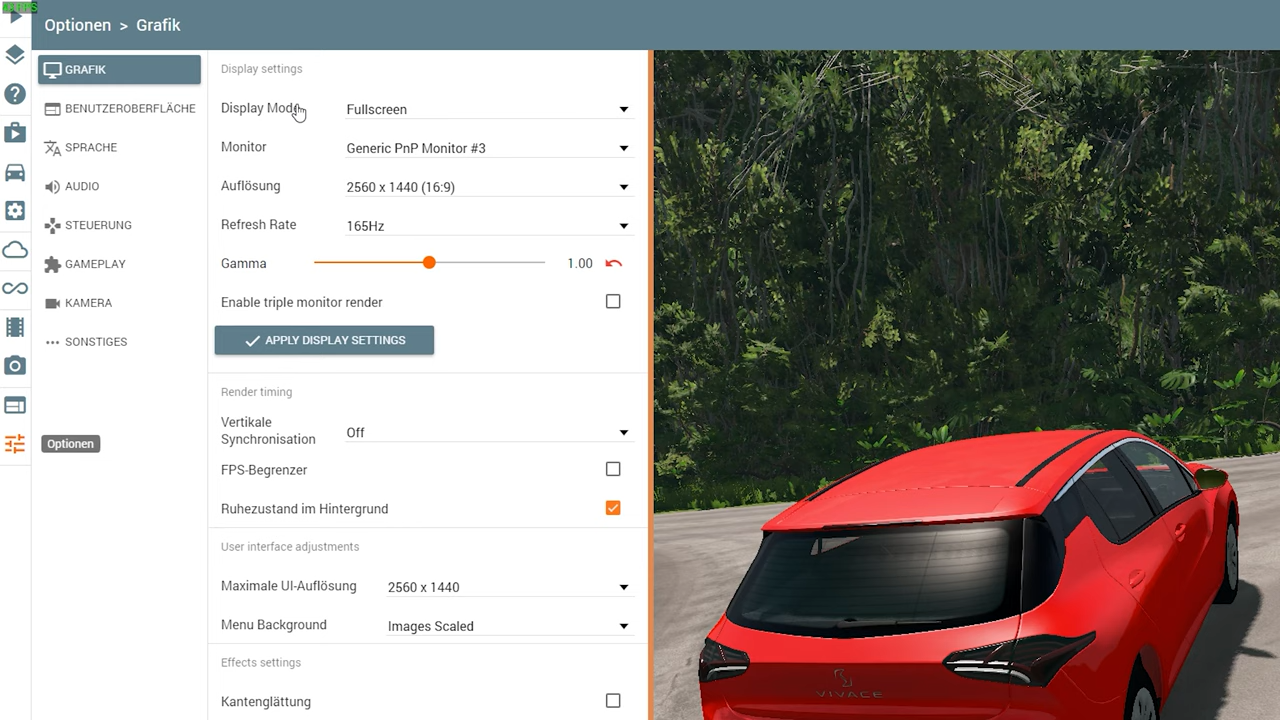 Optionen > Grafik
GRAFIK
BENUTZEROBERFLÄCHE
SPRACHE
AUDIO
STEUERUNG
GAMEPLAY
KAMERA
SONSTIGES
Optionen
Display settings
Display Mode Fullscreen
Monitor Generic PnP Monitor #3
Auflösung 2560 x 1440 (16:9)
Refresh Rate 165Hz
Gamma 1.00
Enable triple monitor render
APPLY DISPLAY SETTINGS
Render timing
Vertikale
Synchronisation Off
FPS-Begrenzer
Ruhezustand im Hintergrund
User interface adjustments
Maximale UI-Auflösung 2560 x 1440
Menu Background Images Scaled
Effects settings
Kantenglättung
VIVACE